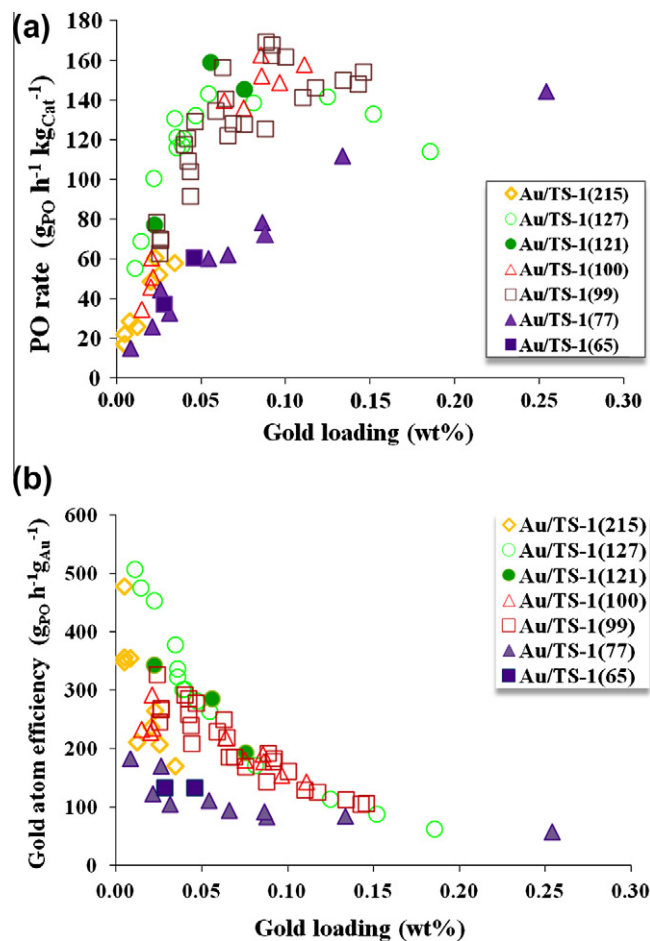 (a)
PO rate (gPO h⁻¹ kgCat⁻¹)
180
160
140
120
100
80
60
40
20
0
0.00 0.05 0.10 0.15 0.20 0.25 0.30
Gold loading (wt%)
Au/TS-1(215)
Au/TS-1(127)
Au/TS-1(121)
Au/TS-1(100)
Au/TS-1(99)
Au/TS-1(77)
Au/TS-1(65)
(b)
Gold atom efficiency (gPO h⁻¹gAu⁻¹)
600
500
400
300
200
100
0
0.00 0.05 0.10 0.15 0.20 0.25 0.30
Gold loading (wt%)
Au/TS-1(215)
Au/TS-1(127)
Au/TS-1(121)
Au/TS-1(100)
Au/TS-1(99)
Au/TS-1(77)
Au/TS-1(65)